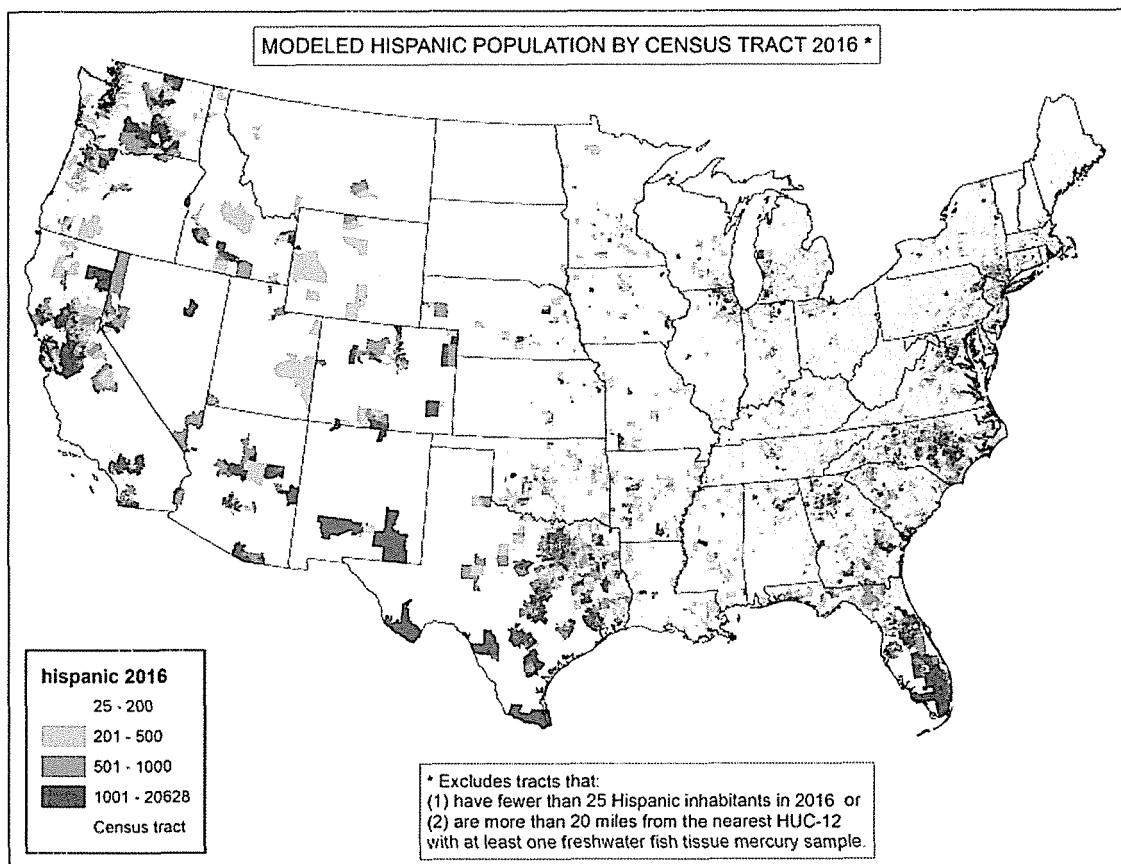 MODELED HISPANIC POPULATION BY CENSUS TRACT 2016 *
hispanic 2016
25 - 200
201 - 500
501 - 1000
1001 - 20628
Census tract
* Excludes tracts that:
(1) have fewer than 25 Hispanic inhabitants in 2016 or
(2) are more than 20 miles from the nearest HUC-12
with at least one freshwater fish tissue mercury sample.